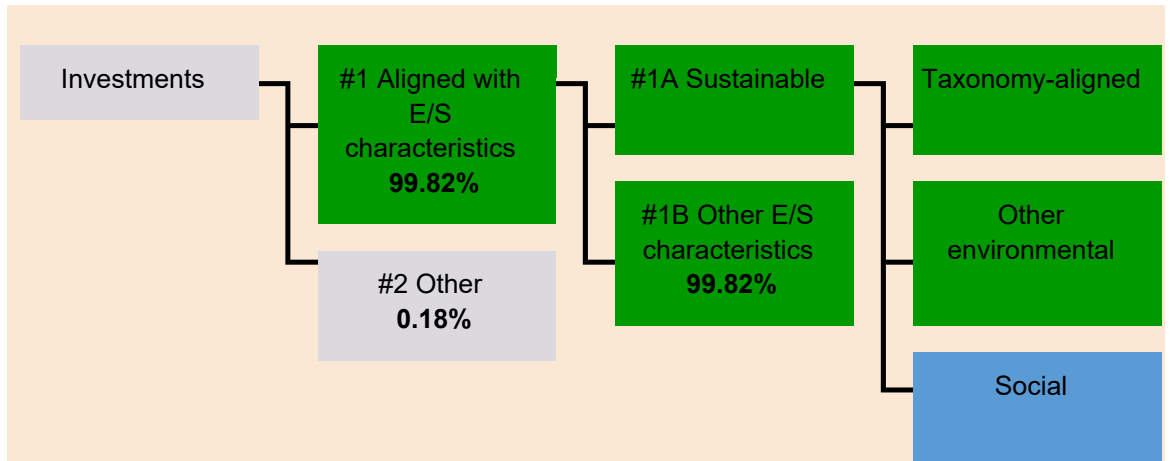 Investments
#1 Aligned with
E/S
characteristics
99.82%
#2 Other
0.18%
#1A Sustainable
#1B Other E/S
characteristics
99.82%
Taxonomy-aligned
Other
environmental
Social